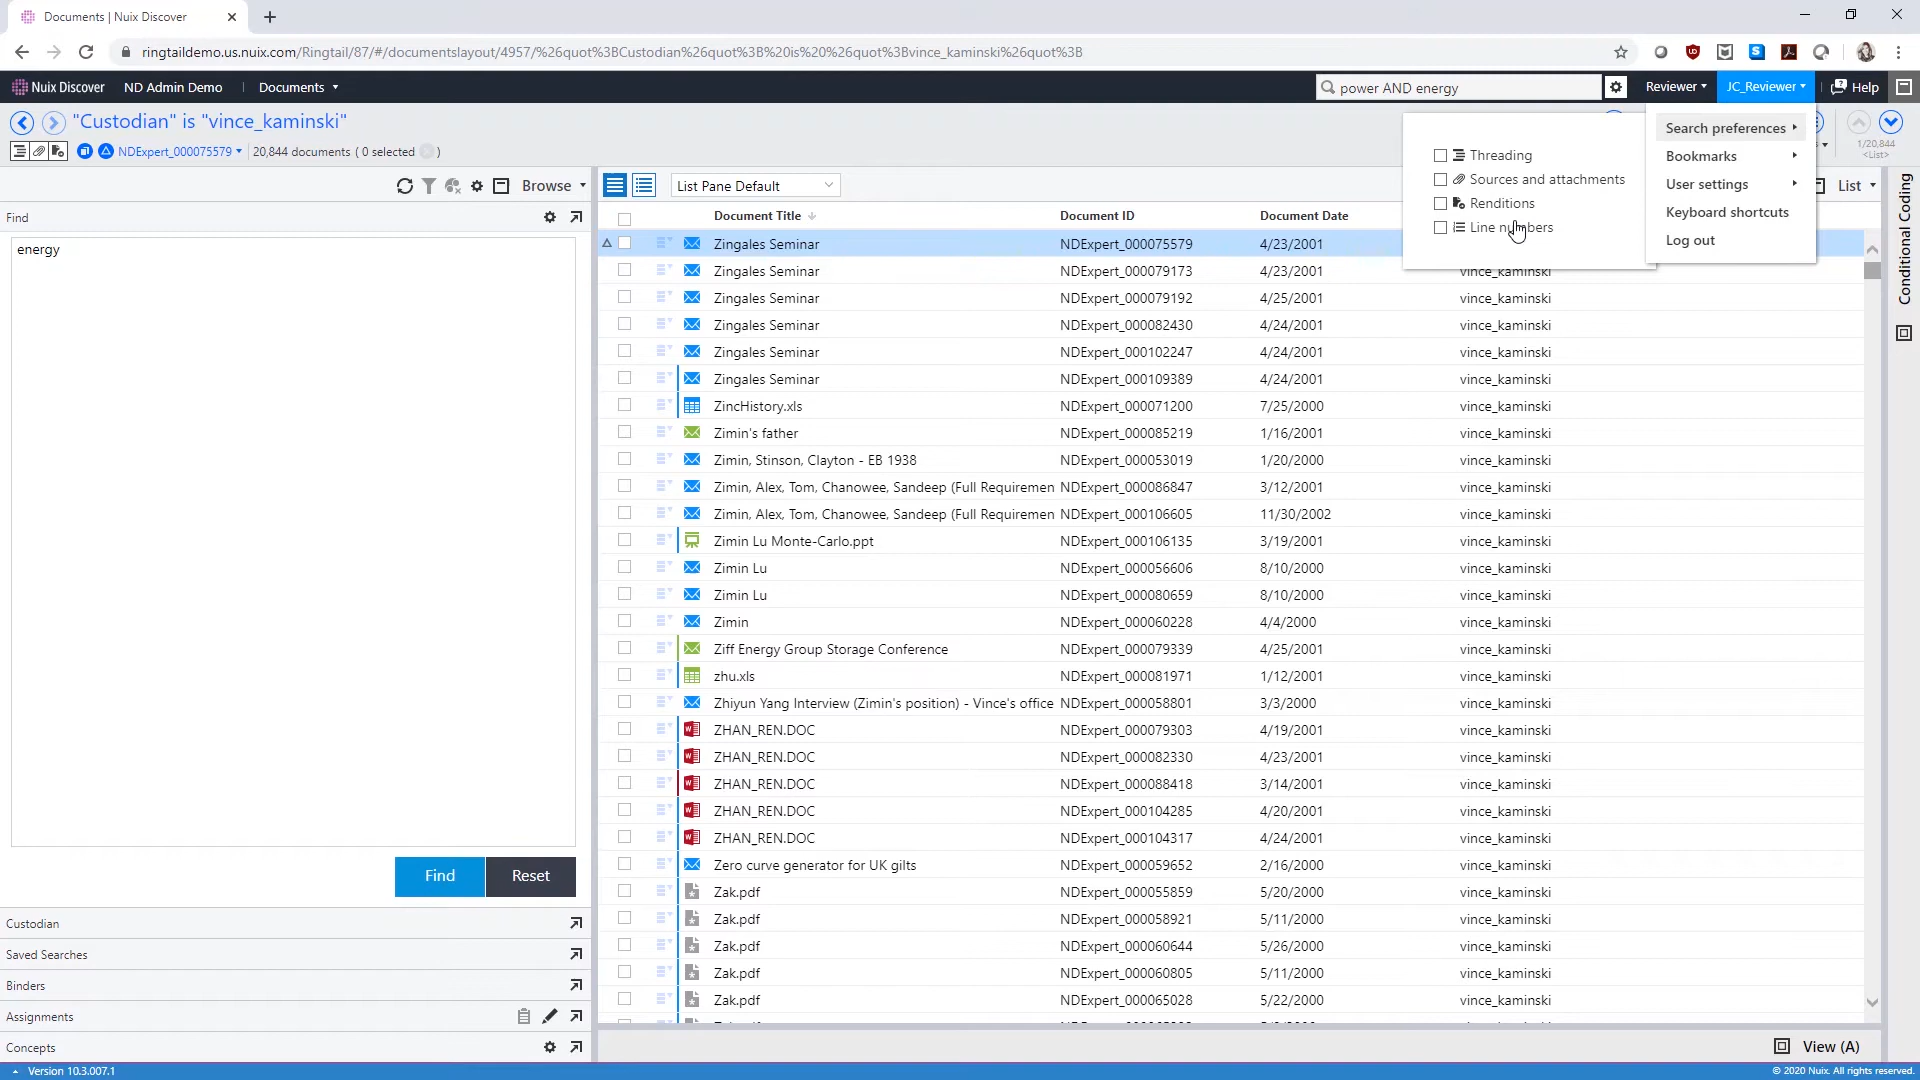 Documents | Nuix Discover
ringtaildemo.us.nuix.com/Ringtail/87/#/documentslayout/4957/%26quot%3BCustodian%26quot%3B%20is%20%26quot%3Bvince_kaminski%26quot%3B
Nuix Discover ND Admin Demo Documents power AND energy Reviewer JC_Reviewer Help
"Custodian" is "vince_kaminski"
NDExpert_000075579 20,844 documents ( 0 selected )
1/20,844
<List>
Threading
Sources and attachments
Renditions
Line numbers
Search preferences
Bookmarks
User settings
Keyboard shortcuts
Log out
Browse
List Pane Default
List
Find
energy
Find Reset
Custodian
Saved Searches
Binders
Assignments
Concepts
Document Title Document ID Document Date
Zingales Seminar NDExpert_000075579 4/23/2001
Zingales Seminar NDExpert_000079173 4/23/2001 vince_kaminski
Zingales Seminar NDExpert_000079192 4/25/2001 vince_kaminski
Zingales Seminar NDExpert_000082430 4/24/2001 vince_kaminski
Zingales Seminar NDExpert_000102247 4/24/2001 vince_kaminski
Zingales Seminar NDExpert_000109389 4/24/2001 vince_kaminski
ZincHistory.xls NDExpert_000071200 7/25/2000 vince_kaminski
Zimin's father NDExpert_000085219 1/16/2001 vince_kaminski
Zimin, Stinson, Clayton - EB 1938 NDExpert_000053019 1/20/2000 vince_kaminski
Zimin, Alex, Tom, Chanowee, Sandeep (Full Requiremen NDExpert_000086847 3/12/2001 vince_kaminski
Zimin, Alex, Tom, Chanowee, Sandeep (Full Requiremen NDExpert_000106605 11/30/2002 vince_kaminski
Zimin Lu Monte-Carlo.ppt NDExpert_000106135 3/19/2001 vince_kaminski
Zimin Lu NDExpert_000056606 8/10/2000 vince_kaminski
Zimin Lu NDExpert_000080659 8/10/2000 vince_kaminski
Zimin NDExpert_000060228 4/4/2000 vince_kaminski
Ziff Energy Group Storage Conference NDExpert_000079339 4/25/2001 vince_kaminski
zhu.xls NDExpert_000081971 1/12/2001 vince_kaminski
Zhiyun Yang Interview (Zimin's position) - Vince's office NDExpert_000058801 3/3/2000 vince_kaminski
ZHAN_REN.DOC NDExpert_000079303 4/19/2001 vince_kaminski
ZHAN_REN.DOC NDExpert_000082330 4/23/2001 vince_kaminski
ZHAN_REN.DOC NDExpert_000088418 3/14/2001 vince_kaminski
ZHAN_REN.DOC NDExpert_000104285 4/20/2001 vince_kaminski
ZHAN_REN.DOC NDExpert_000104317 4/24/2001 vince_kaminski
Zero curve generator for UK gilts NDExpert_000059652 2/16/2000 vince_kaminski
Zak.pdf NDExpert_000055859 5/20/2000 vince_kaminski
Zak.pdf NDExpert_000058921 5/11/2000 vince_kaminski
Zak.pdf NDExpert_000060644 5/26/2000 vince_kaminski
Zak.pdf NDExpert_000060805 5/11/2000 vince_kaminski
Zak.pdf NDExpert_000065028 5/22/2000 vince_kaminski
Conditional Coding
View (A)
Version 10.3.007.1
© 2020 Nuix. All rights reserved.